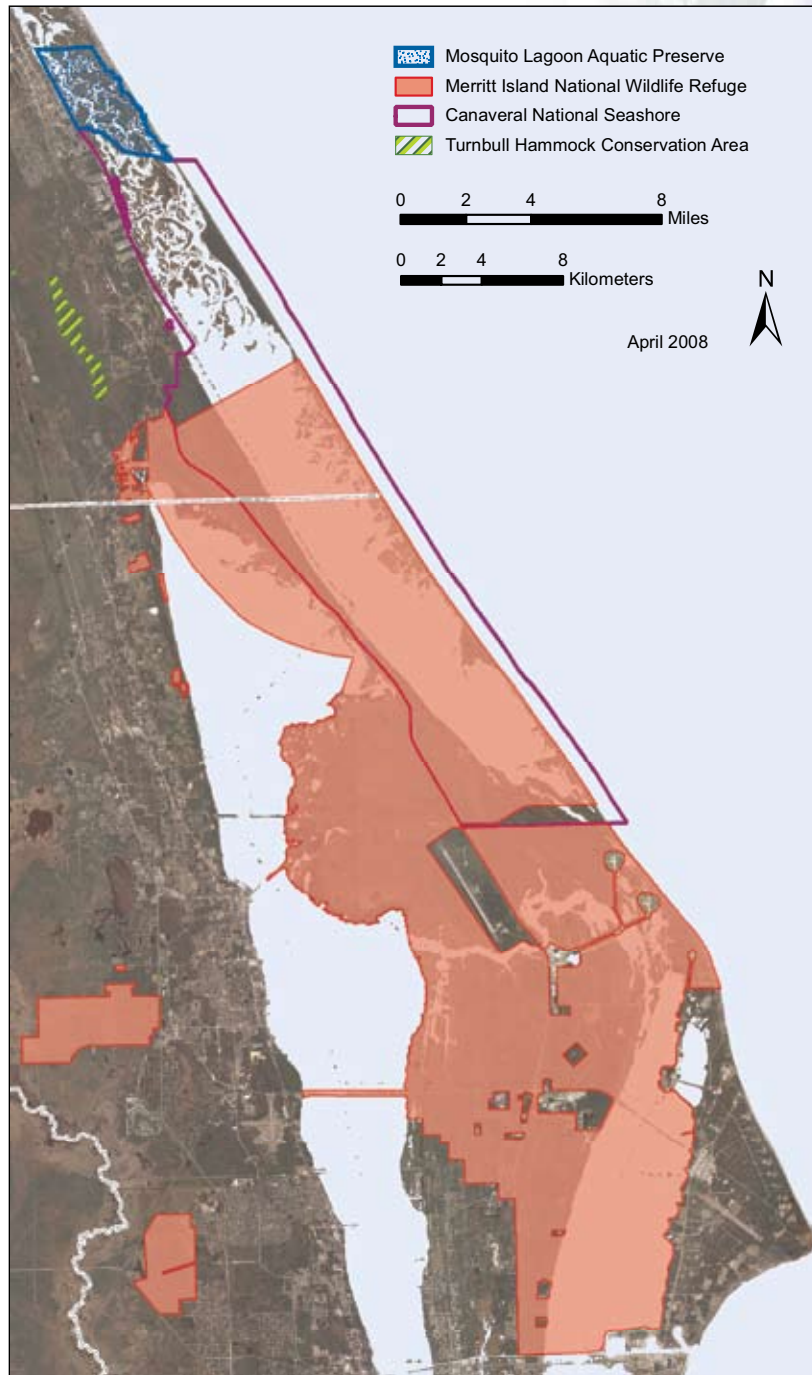 Mosquito Lagoon Aquatic Preserve
Merritt Island National Wildlife Refuge
Canaveral National Seashore
Turnbull Hammock Conservation Area
0 2 4 8
Miles
0 2 4 8
Kilometers
N
April 2008